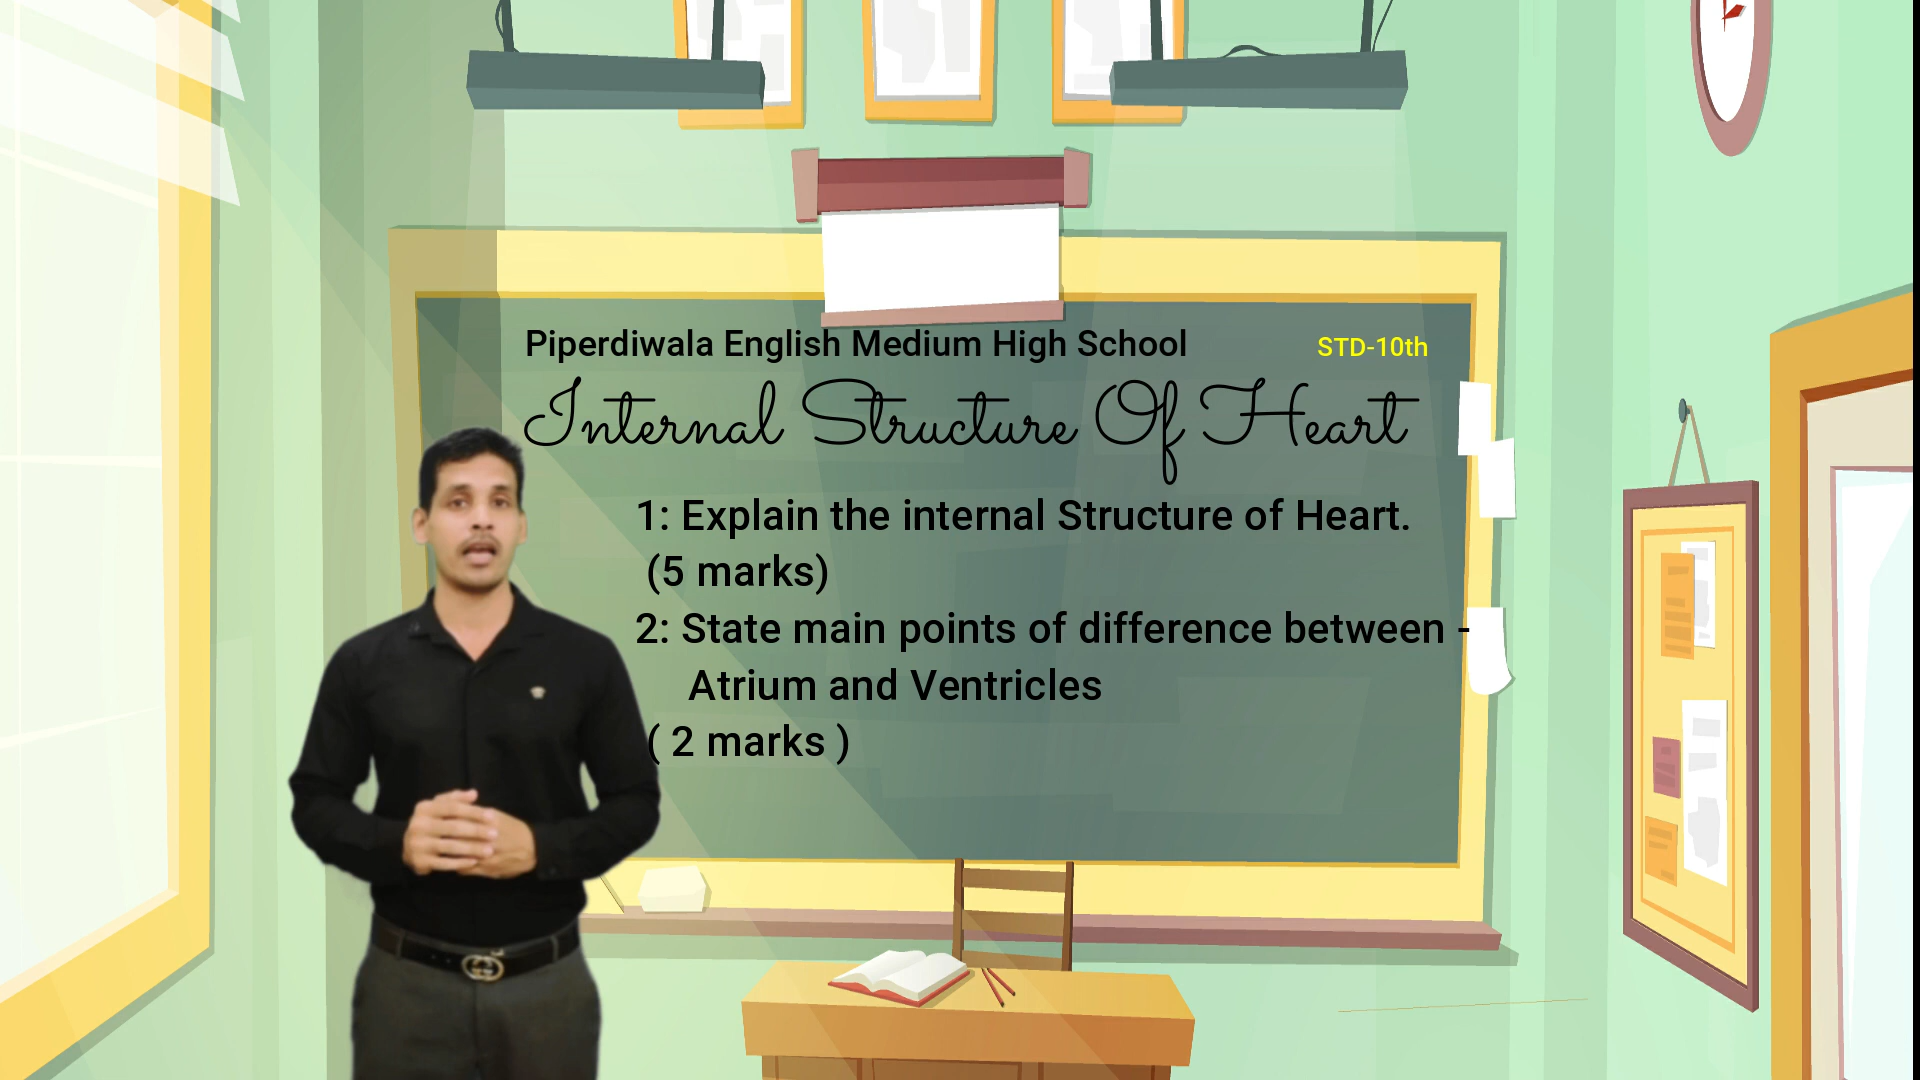 Piperdiwala English Medium High School
STD-10th
Internal Structure Of Heart
1: Explain the internal Structure of Heart.
(5 marks)
2: State main points of difference between -
Atrium and Ventricles
( 2 marks )